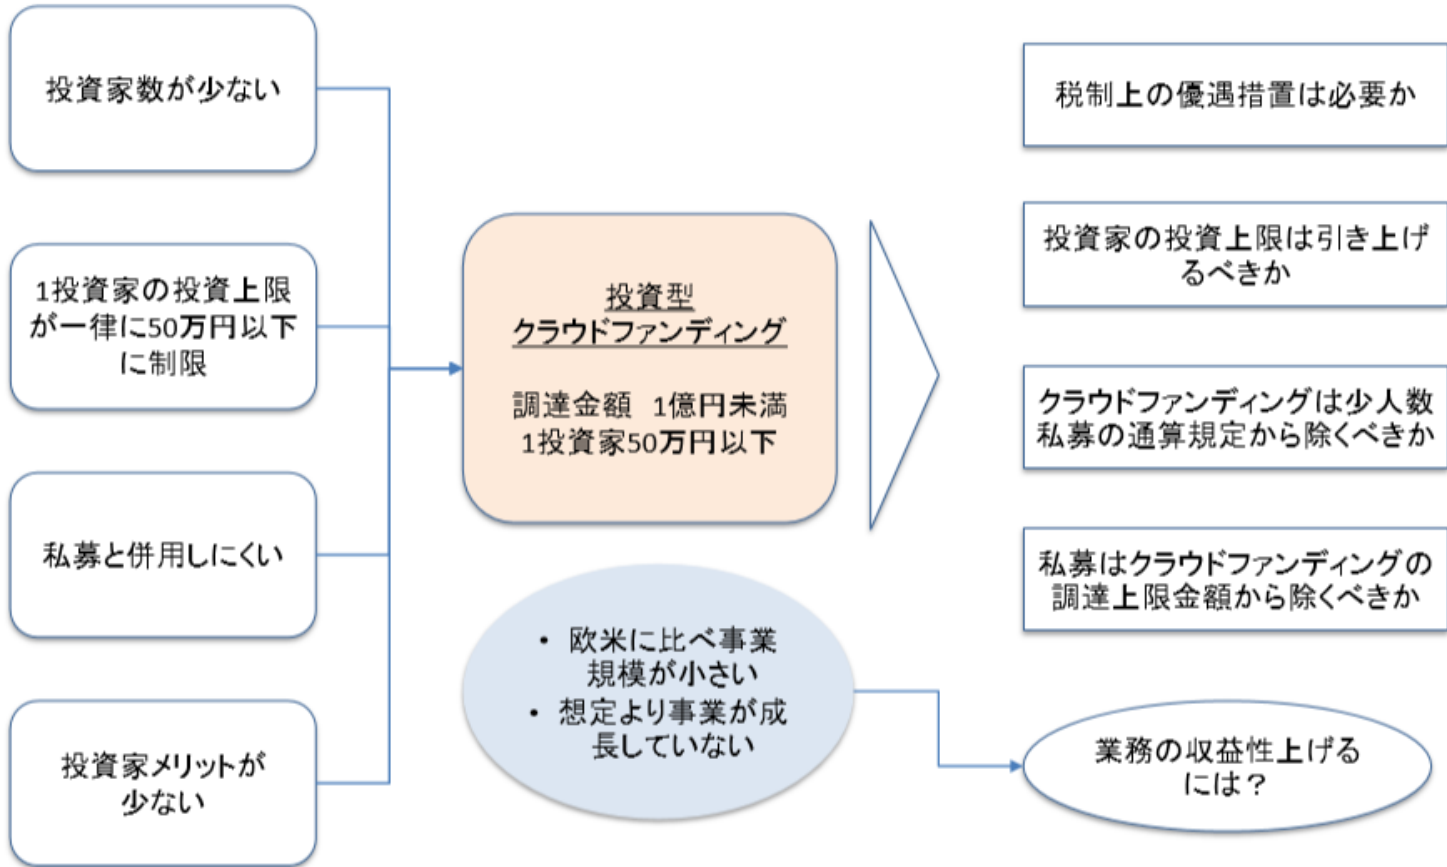 投資家数が少ない
1投資家の投資上限
が一律に50万円以下
に制限
私募と併用しにくい
投資家メリットが
少ない
投資型
クラウドファンディング
調達金額 1億円未満
1投資家50万円以下
• 欧米に比べ事業
規模が小さい
• 想定より事業が成
長していない
税制上の優遇措置は必要か
投資家の投資上限は引き上げ
るべきか
クラウドファンディングは少人数
私募の通算規定から除くべきか
私募はクラウドファンディングの
調達上限金額から除くべきか
業務の収益性上げる
には？